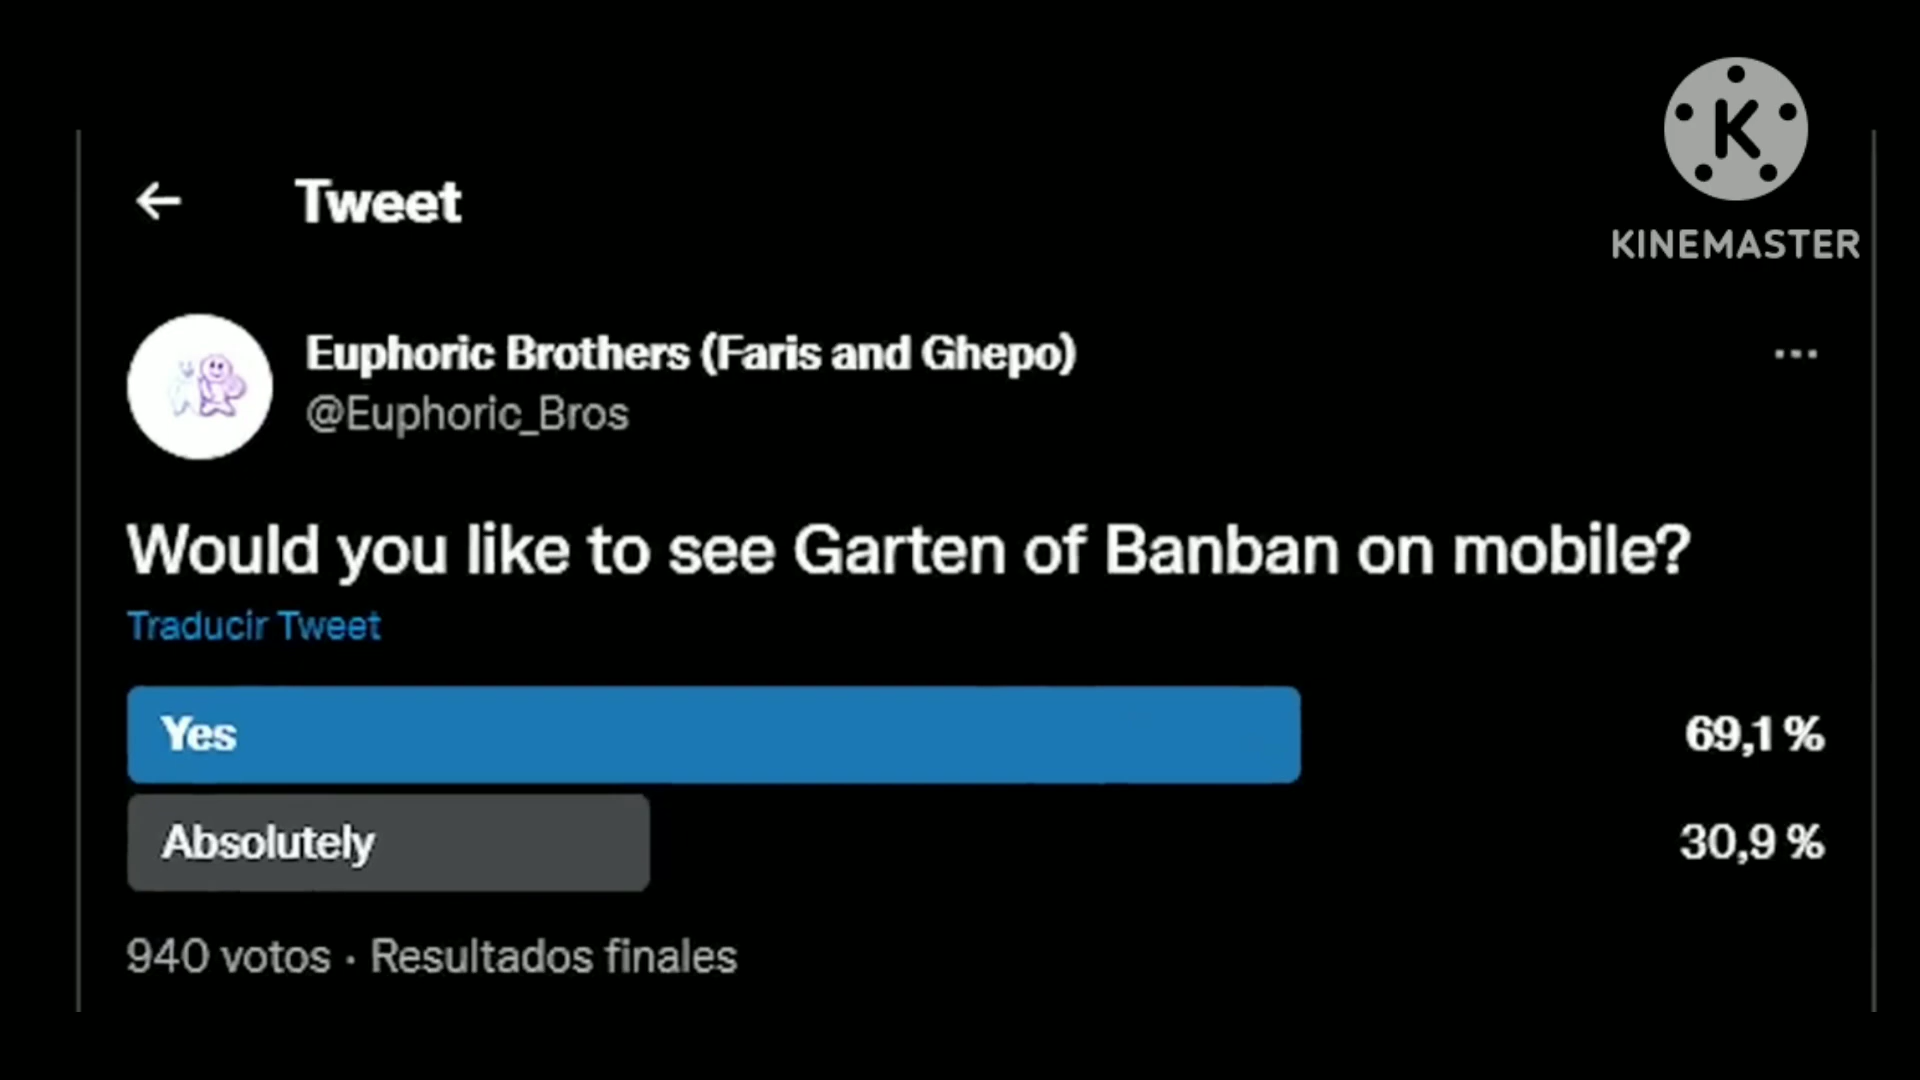 K
KINEMASTER
Tweet
Euphoric Brothers (Faris and Ghepo)
@Euphoric_Bros
Would you like to see Garten of Banban on mobile?
Traducir Tweet
Yes 69,1 %
Absolutely 30,9 %
940 votos · Resultados finales